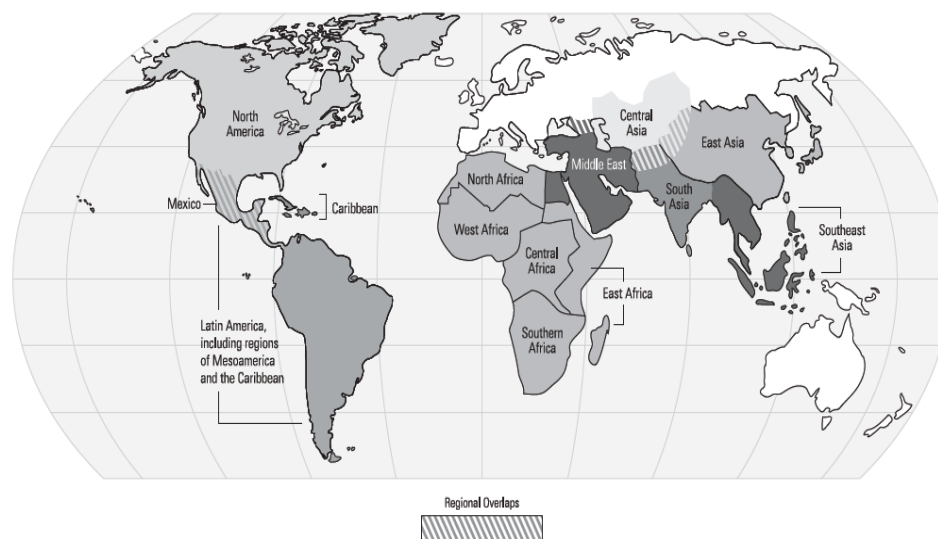 North
America
Mexico
Caribbean
Latin America,
including regions
of Mesoamerica
and the Caribbean
North Africa
West Africa
Central
Africa
East Africa
Southern
Africa
Middle East
Central
Asia
East Asia
South
Asia
Southeast
Asia
Regional Overlaps